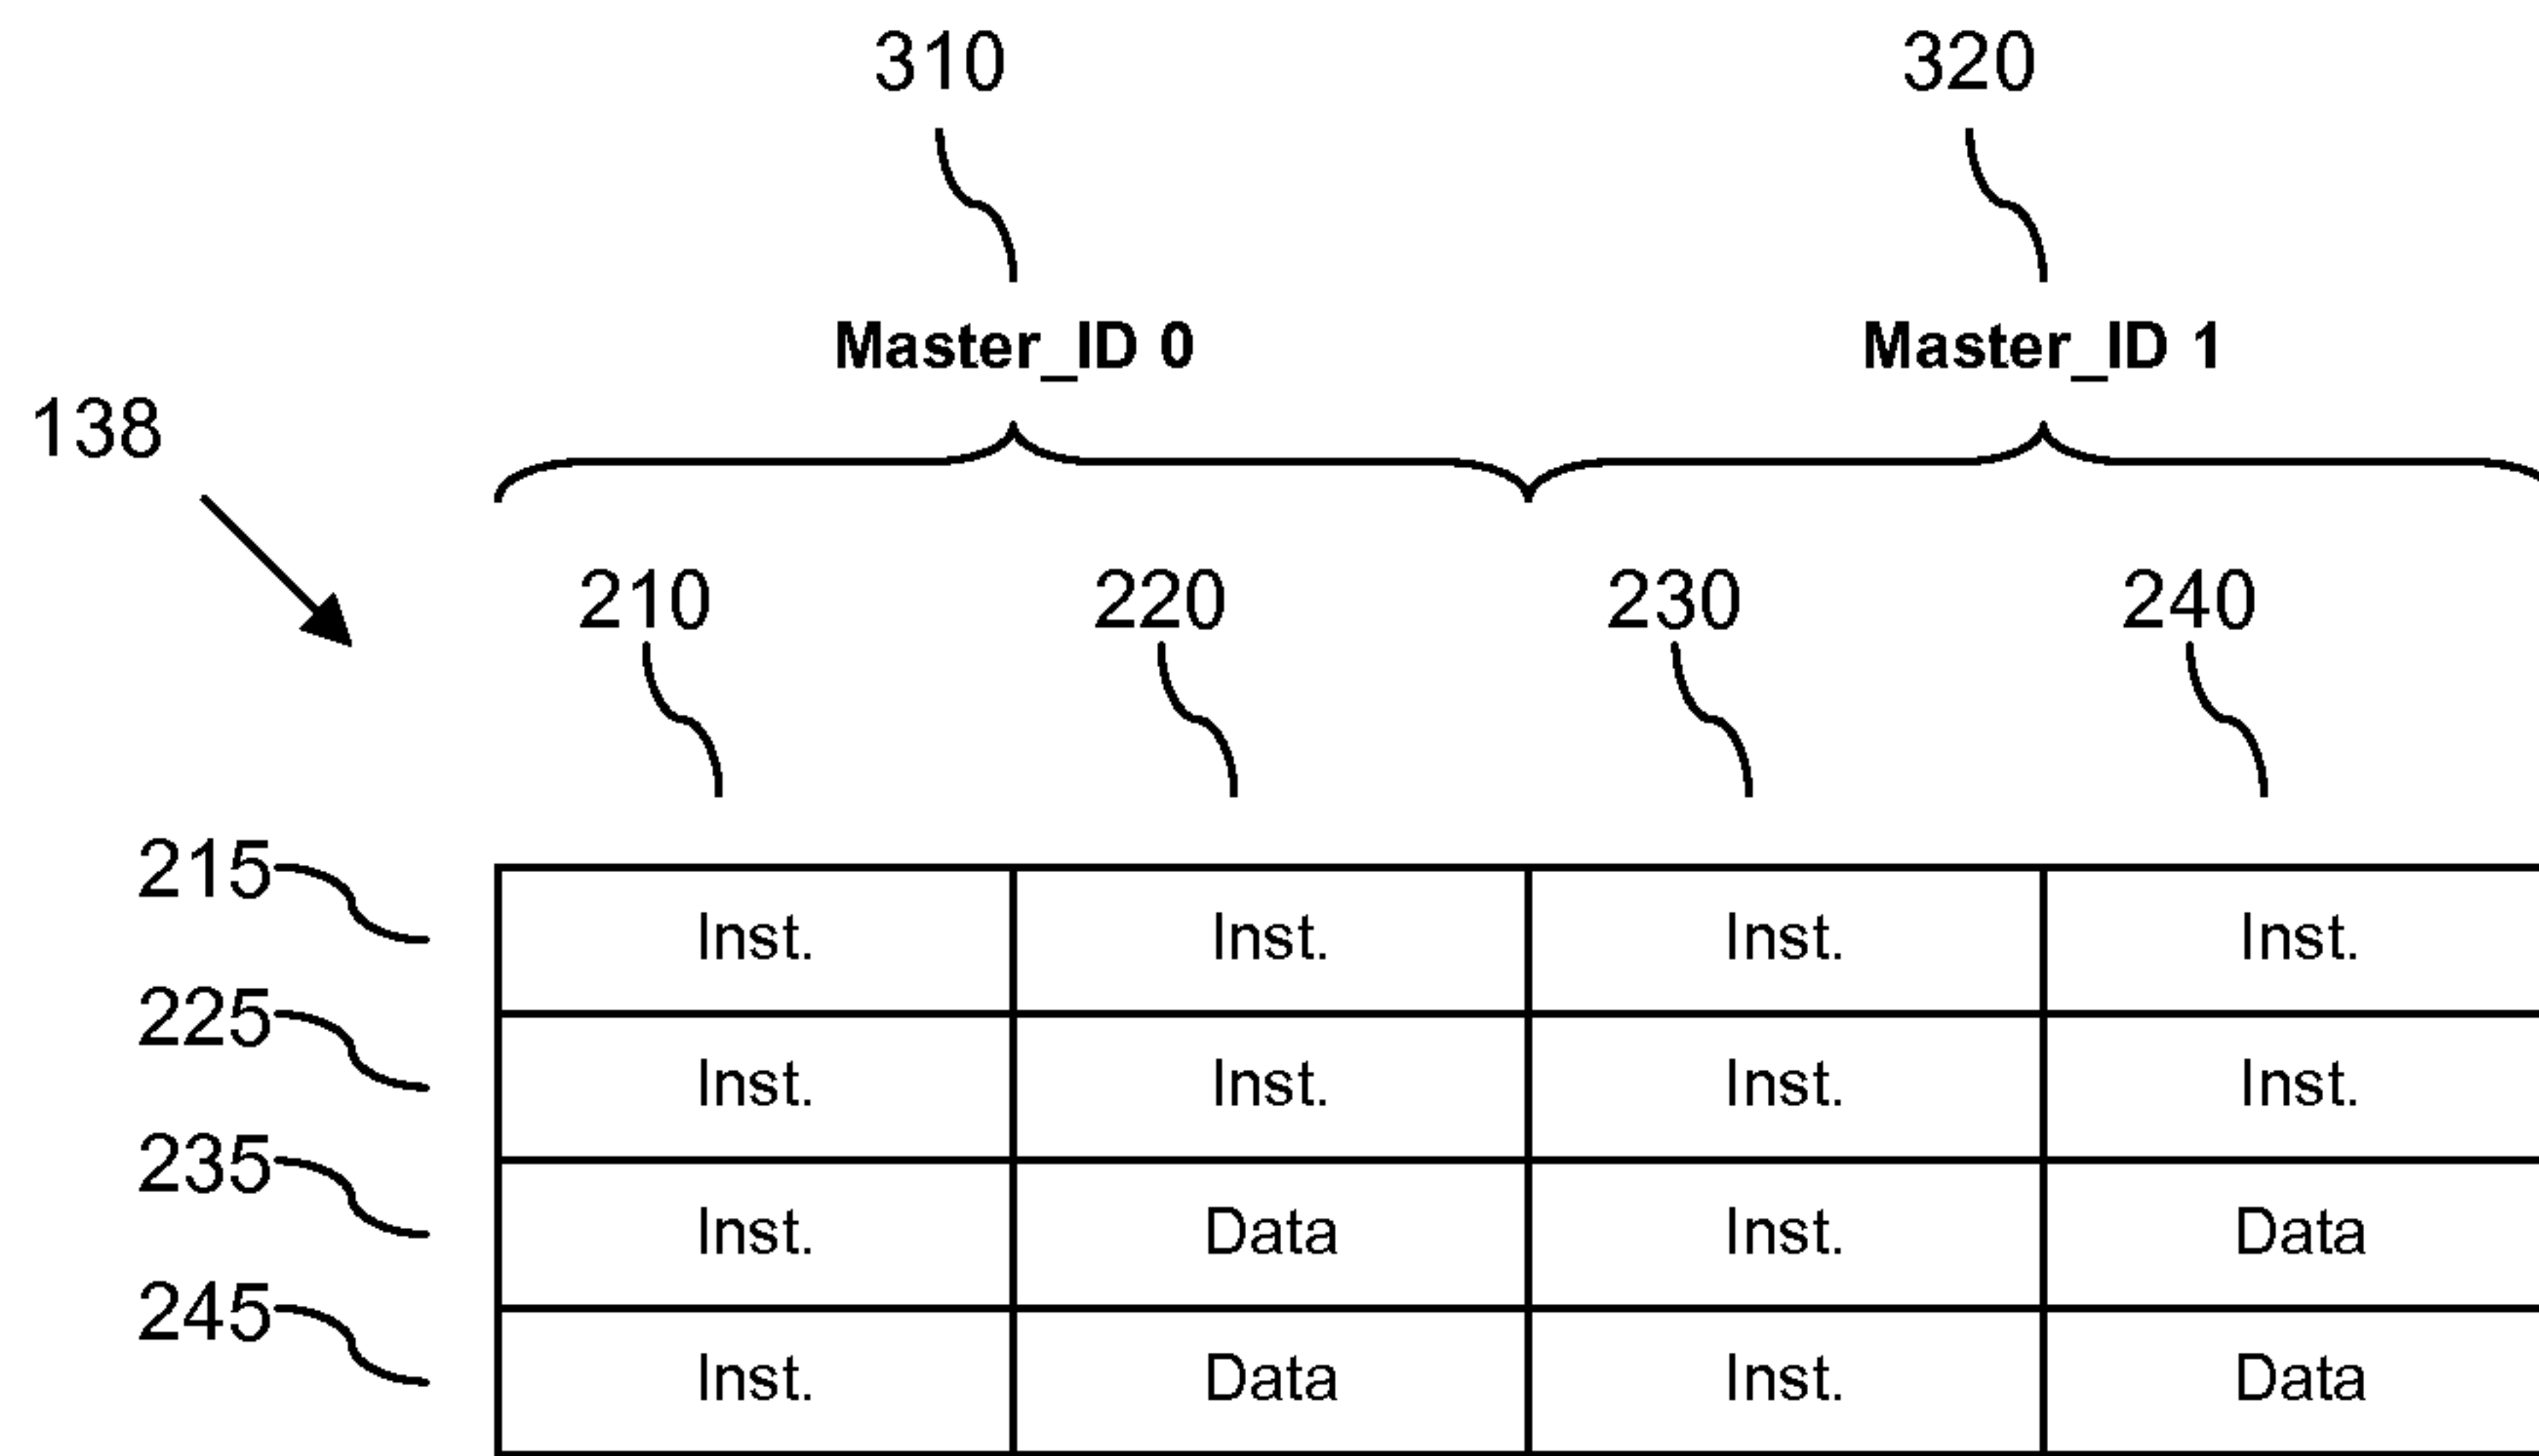 310 320
Master_ID 0 Master_ID 1
138
210 220 230 240
215 Inst. Inst. Inst. Inst.
225 Inst. Inst. Inst. Inst.
235 Inst. Data Inst. Data
245 Inst. Data Inst. Data